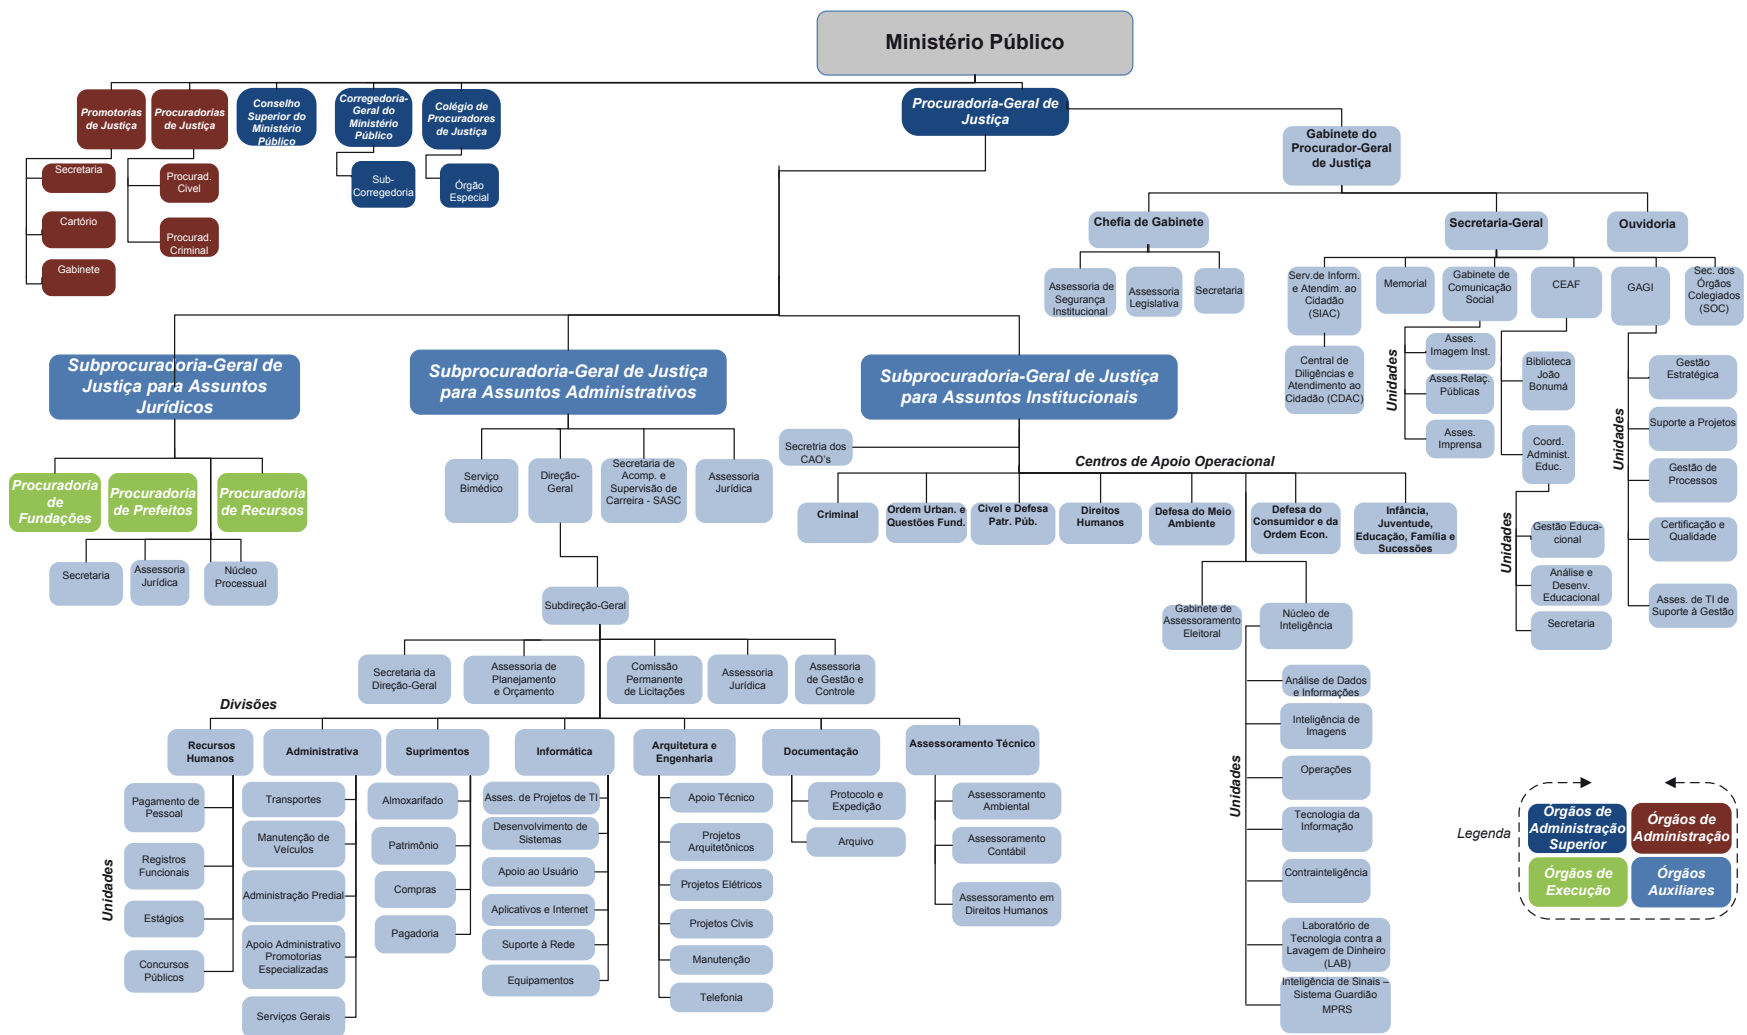 Ministério Público
Promotorias
de Justiça
Procuradorias
de Justiça
Conselho
Superior do
Ministério
Público
Corregedoria-
Geral do
Ministério
Público
Colégio de
Procuradores
de Justiça
Procuradoria-Geral de
Justiça
Gabinete do
Procurador-Geral
de Justiça
Secretaria
Cartório
Gabinete
Procurad.
Civel
Procurad.
Criminal
Sub-
Corregedoria
Órgão
Especial
Chefia de Gabinete
Secretaria-Geral
Ouvidoria
Assessoria de
Segurança
Institucional
Assessoria
Legislativa
Secretaria
Serv.de Inform.
e Atendim. ao
Cidadão
(SIAC)
Memorial
Gabinete de
Comunicação
Social
CEAF
GAGI
Sec. dos
Órgãos
Colegiados
(SOC)
Central de
Diligências e
Atendimento ao
Cidadão (CDAC)
Unidades
Asses.
Imagem Inst.
Asses.Relaç.
Públicas
Asses.
Imprensa
Biblioteca
João
Bonumá
Coord.
Administ.
Educ.
Unidades
Gestão Educa-
cional
Análise e
Desenv.
Educacional
Secretaria
Unidades
Gestão
Estratégica
Suporte a Projetos
Gestão de
Processos
Certificação e
Qualidade
Asses. de TI de
Suporte à Gestão
Subprocuradoria-Geral de
Justiça para Assuntos
Jurídicos
Subprocuradoria-Geral de Justiça
para Assuntos Administrativos
Subprocuradoria-Geral de Justiça
para Assuntos Institucionais
Procuradoria
de
Fundações
Procuradoria
de Prefeitos
Procuradoria
de Recursos
Secretaria
Assessoria
Jurídica
Núcleo
Processual
Serviço
Bimédico
Direção-
Geral
Secretaria de
Acomp. e
Supervisão de
Carreira - SASC
Assessoria
Jurídica
Secretria dos
CAO's
Centros de Apoio Operacional
Criminal
Ordem Urban. e
Questões Fund.
Civel e Defesa
Patr. Púb.
Direitos
Humanos
Defesa do Meio
Ambiente
Defesa do
Consumidor e da
Ordem Econ.
Infância,
Juventude,
Educação, Família e
Sucessões
Gabinete de
Assessoramento
Eleitoral
Núcleo de
Inteligência
Unidades
Análise de Dados
e Informações
Inteligência de
Imagens
Operações
Tecnologia da
Informação
Contrainteligência
Laboratório de
Tecnologia contra a
Lavagem de Dinheiro
(LAB)
Inteligência de Sinais –
Sistema Guardião
MPRS
Subdireção-Geral
Secretaria da
Direção-Geral
Assessoria de
Planejamento
e Orçamento
Comissão
Permanente
de Licitações
Assessoria
Jurídica
Assessoria
de Gestão e
Controle
Divisões
Recursos
Humanos
Administrativa
Suprimentos
Informática
Arquitetura e
Engenharia
Documentação
Assessoramento Técnico
Unidades
Pagamento de
Pessoal
Registros
Funcionais
Estágios
Concursos
Públicos
Transportes
Manutenção de
Veículos
Administração Predial
Apoio Administrativo
Promotorias
Especializadas
Serviços Gerais
Almoxarifado
Patrimônio
Compras
Pagadoria
Asses. de Projetos de TI
Desenvolvimento de
Sistemas
Apoio ao Usuário
Aplicativos e Internet
Suporte à Rede
Equipamentos
Apoio Técnico
Projetos
Arquitetônicos
Projetos Elétricos
Projetos Civis
Manutenção
Telefonia
Protocolo e
Expedição
Arquivo
Assessoramento
Ambiental
Assessoramento
Contábil
Assessoramento em
Direitos Humanos
Legenda
Órgãos de
Administração
Superior
Órgãos de
Administração
Órgãos de
Execução
Órgãos
Auxiliares